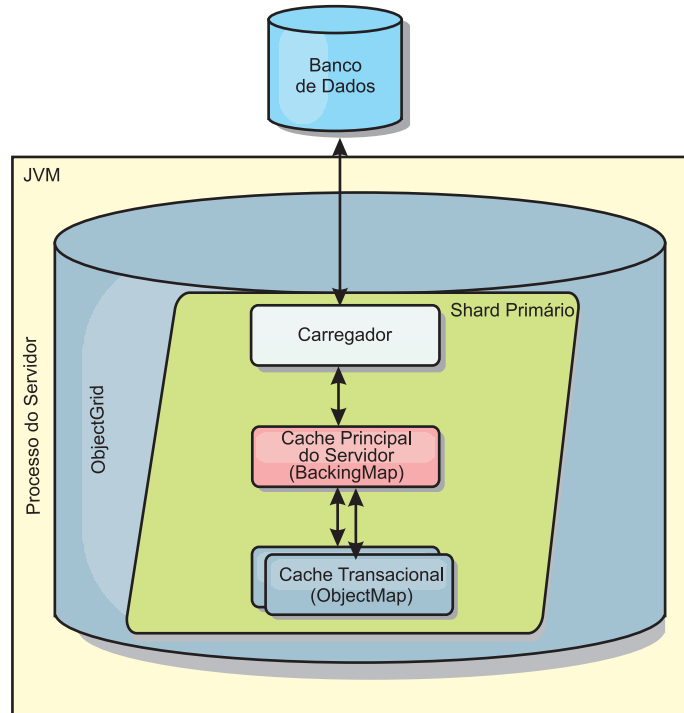 Banco
de Dados
JVM
Processo do Servidor
ObjectGrid
Shard Primário
Carregador
Cache Principal
do Servidor
(BackingMap)
Cache Transacional
(ObjectMap)